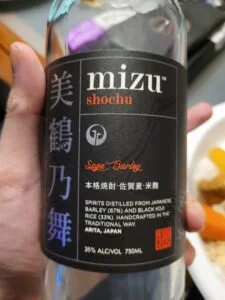 mizu™
shochu
美鶴乃舞
Saga Barley
本格焼酎・佐賀麦・米麹
SPIRITS DISTILLED FROM JAPANESE
BARLEY (67%) AND BLACK KOJI
RICE (33%). HANDCRAFTED IN THE
TRADITIONAL WAY.
ARITA, JAPAN
35% ALC/VOL 750ML